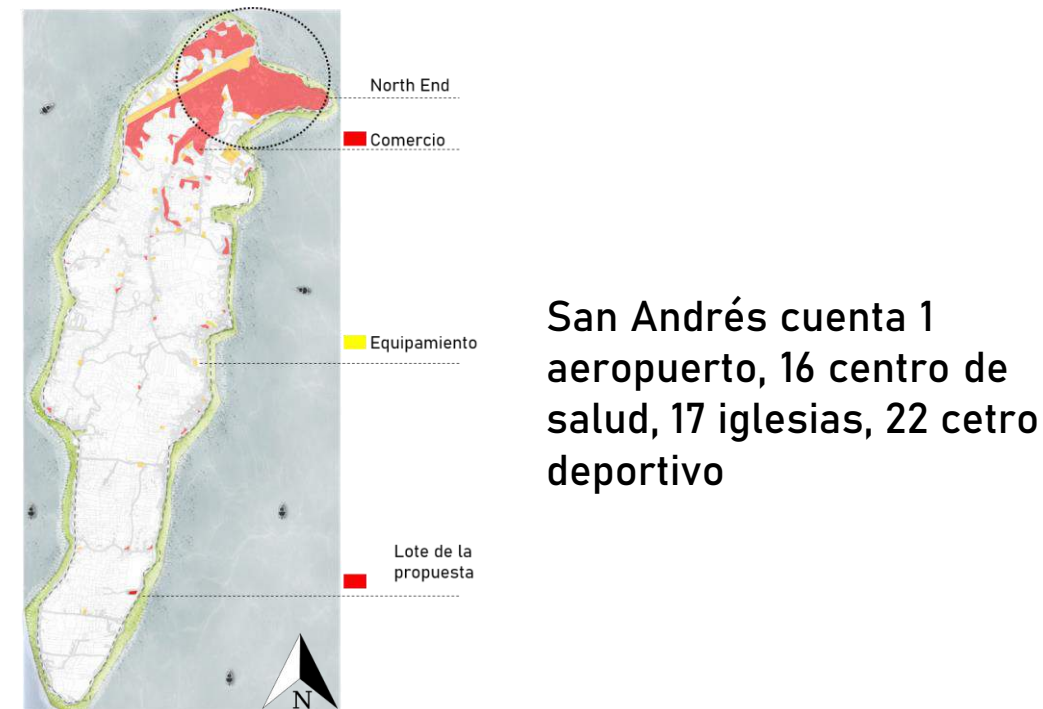 North End
Comercio
Equipamiento
Lote de la
propuesta
N
San Andrés cuenta 1
aeropuerto, 16 centro de
salud, 17 iglesias, 22 cetro
deportivo